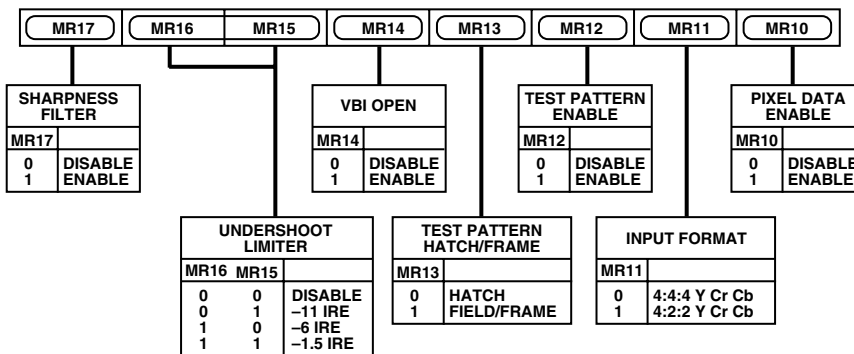 MR17 MR16 MR15 MR14 MR13 MR12 MR11 MR10
SHARPNESS
FILTER
MR17
0 DISABLE
1 ENABLE
VBI OPEN
MR14
0 DISABLE
1 ENABLE
TEST PATTERN
ENABLE
MR12
0 DISABLE
1 ENABLE
PIXEL DATA
ENABLE
MR10
0 DISABLE
1 ENABLE
UNDERSHOOT
LIMITER
MR16 MR15
0 0 DISABLE
0 1 –11 IRE
1 0 –6 IRE
1 1 –1.5 IRE
TEST PATTERN
HATCH/FRAME
MR13
0 HATCH
1 FIELD/FRAME
INPUT FORMAT
MR11
0 4:4:4 Y Cr Cb
1 4:2:2 Y Cr Cb